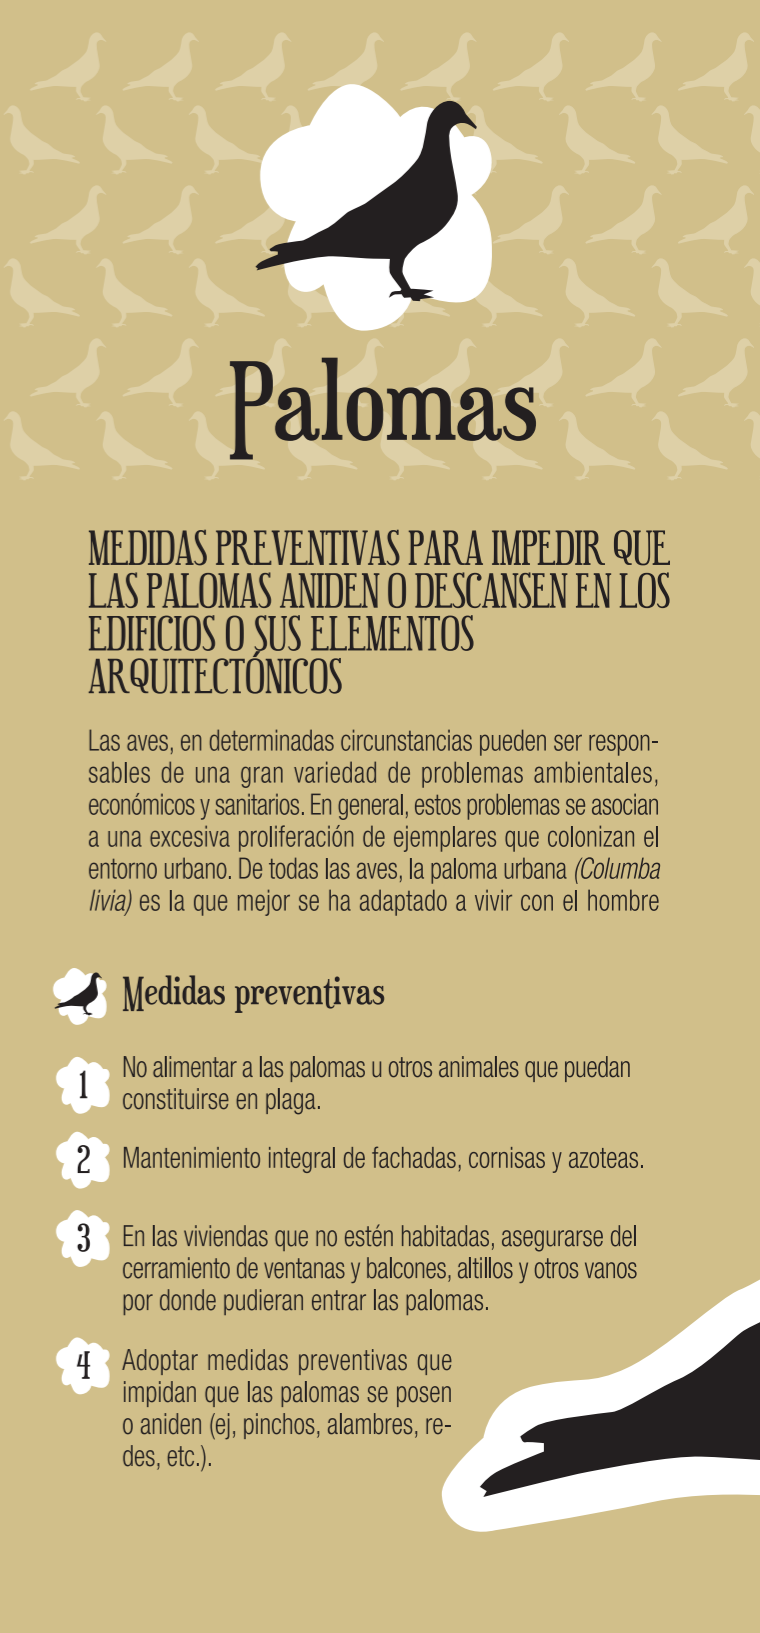 Palomas
MEDIDAS PREVENTIVAS PARA IMPEDIR QUE
LAS PALOMAS ANIDEN O DESCANSEN EN LOS
EDIFICIOS O SUS ELEMENTOS
ARQUITECTÓNICOS
Las aves, en determinadas circunstancias pueden ser respon-
sables de una gran variedad de problemas ambientales,
económicos y sanitarios. En general, estos problemas se asocian
a una excesiva proliferación de ejemplares que colonizan el
entorno urbano. De todas las aves, la paloma urbana (Columba
livia) es la que mejor se ha adaptado a vivir con el hombre
Medidas preventivas
1 No alimentar a las palomas u otros animales que puedan
constituirse en plaga.
2 Mantenimiento integral de fachadas, cornisas y azoteas.
3 En las viviendas que no estén habitadas, asegurarse del
cerramiento de ventanas y balcones, altillos y otros vanos
por donde pudieran entrar las palomas.
4 Adoptar medidas preventivas que
impidan que las palomas se posen
o aniden (ej, pinchos, alambres, re-
des, etc.).